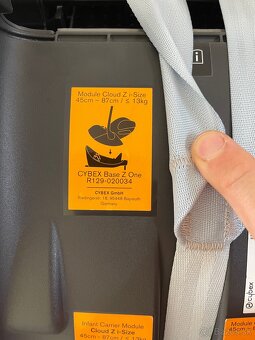 Module Cloud Z i-Size
45cm – 87cm / ≤ 13kg
CYBEX Base Z One
R129-020034
CYBEX GmbH
Riedingerstr. 18, 95448 Bayreuth
Germany
i
Infant Carrier Module
Cloud Z i-Size
45cm – 87cm / ≤ 13kg
cybex